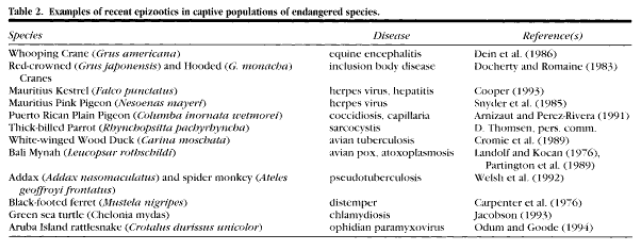 Table 2. Examples of recent epizootics in captive populations of endangered species.
Species Disease Reference(s)
Whooping Crane (Grus americana) equine encephalitis Dein et al. (1986)
Red-crowned (Grus japonensis) and Hooded (G. monacha) inclusion body disease Docherty and Romaine (1983)
Cranes
Mauritius Kestrel (Falco punctatus) herpes virus, hepatitis Cooper (1993)
Mauritius Pink Pigeon (Nesoenas mayeri) herpes virus Snyder et al. (1985)
Puerto Rican Plain Pigeon (Columba inornata wetmorei) coccidiosis, capillaria Arnizaut and Perez-Rivera (1991)
Thick-billed Parrot (Rhynchopsitta pachyrhyncha) sarcocystis D. Thomsen, pers. comm.
White-winged Wood Duck (Carina moschata) avian tuberculosis Cromie et al. (1989)
Bali Mynah (Leucopsar rothschildi) avian pox, atoxoplasmosis Landolf and Kocan (1976),
Partington et al. (1989)
Addax (Addax nasomaculatus) and spider monkey (Ateles pseudotuberculosis Welsh et al. (1992)
geoffroyi frontatus)
Black-footed ferret (Mustela nigripes) distemper Carpenter et al. (1976)
Green sea turtle (Chelonia mydas) chlamydiosis Jacobson (1993)
Aruba Island rattlesnake (Crotalus durissus unicolor) ophidian paramyxovirus Odum and Goode (1994)